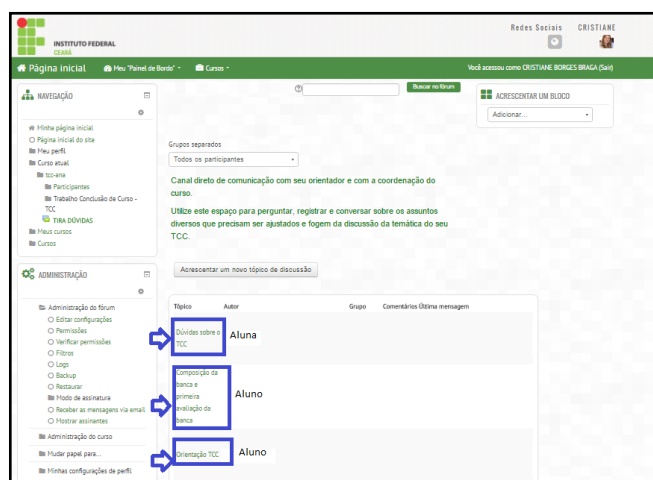 Redes Sociais CRISTIANE
INSTITUTO FEDERAL
CEARÁ
Página inicial Meu "Painel de Bordo" Cursos Você acessou como CRISTIANE BORGES BRAGA (Sair)
NAVEGAÇÃO
Minha página inicial
Página inicial do site
Meu perfil
Curso atual
tcc-ana
Participantes
Trabalho Conclusão de Curso -
TCC
TIRA DÚVIDAS
Meus cursos
Cursos
ADMINISTRAÇÃO
Administração do fórum
Editar configurações
Permissões
Verificar permissões
Filtros
Logs
Backup
Restaurar
Modo de assinatura
Receber as mensagens via email
Mostrar assinantes
Administração do curso
Mudar papel para...
Minhas configurações de perfil
Buscar no fórum
Grupos separados
Todos os participantes
Canal direto de comunicação com seu orientador e com a coordenação do
curso.
Utilize este espaço para perguntar, registrar e conversar sobre os assuntos
diversos que precisam ser ajustados e fogem da discussão da temática do seu
TCC.
Acrescentar um novo tópico de discussão
Tópico Autor Grupo Comentários Última mensagem
Dúvidas sobre o
TCC
Aluna
Composição da
banca e
primeira
avaliação da
banca
Aluno
Orientação TCC Aluno
ACRESCENTAR UM BLOCO
Adicionar...